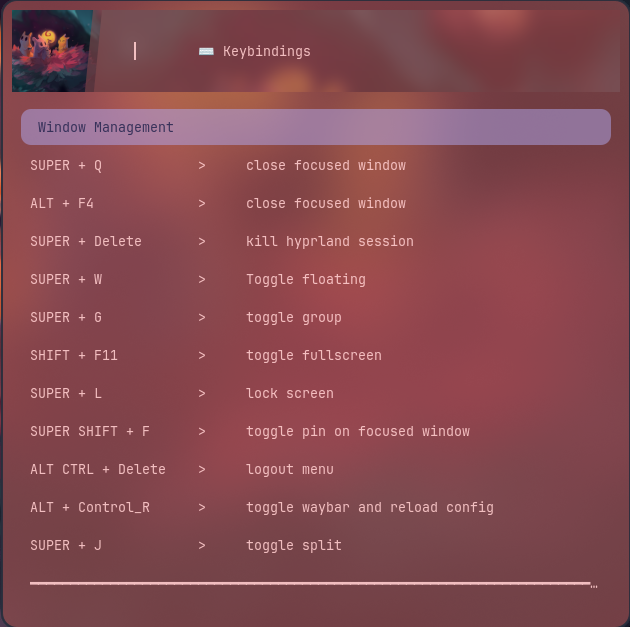 ⌨️ Keybindings
Window Management
SUPER + Q > close focused window
ALT + F4 > close focused window
SUPER + Delete > kill hyprland session
SUPER + W > Toggle floating
SUPER + G > toggle group
SHIFT + F11 > toggle fullscreen
SUPER + L > lock screen
SUPER SHIFT + F > toggle pin on focused window
ALT CTRL + Delete > logout menu
ALT + Control_R > toggle waybar and reload config
SUPER + J > toggle split